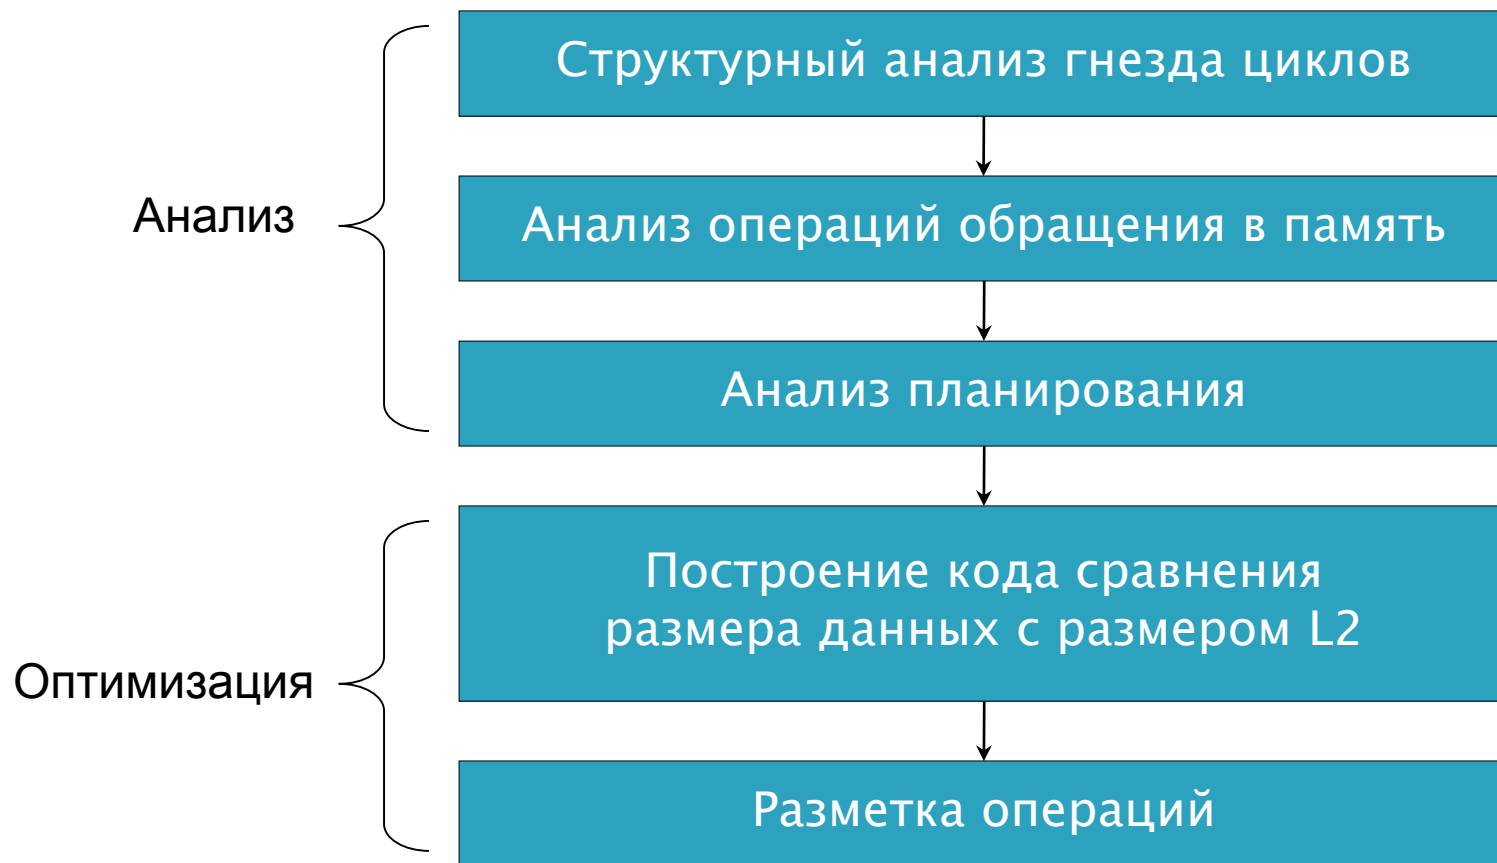 Структурный анализ гнезда циклов
Анализ
Анализ операций обращения в память
Анализ планирования
Построение кода сравнения
размера данных с размером L2
Оптимизация
Разметка операций